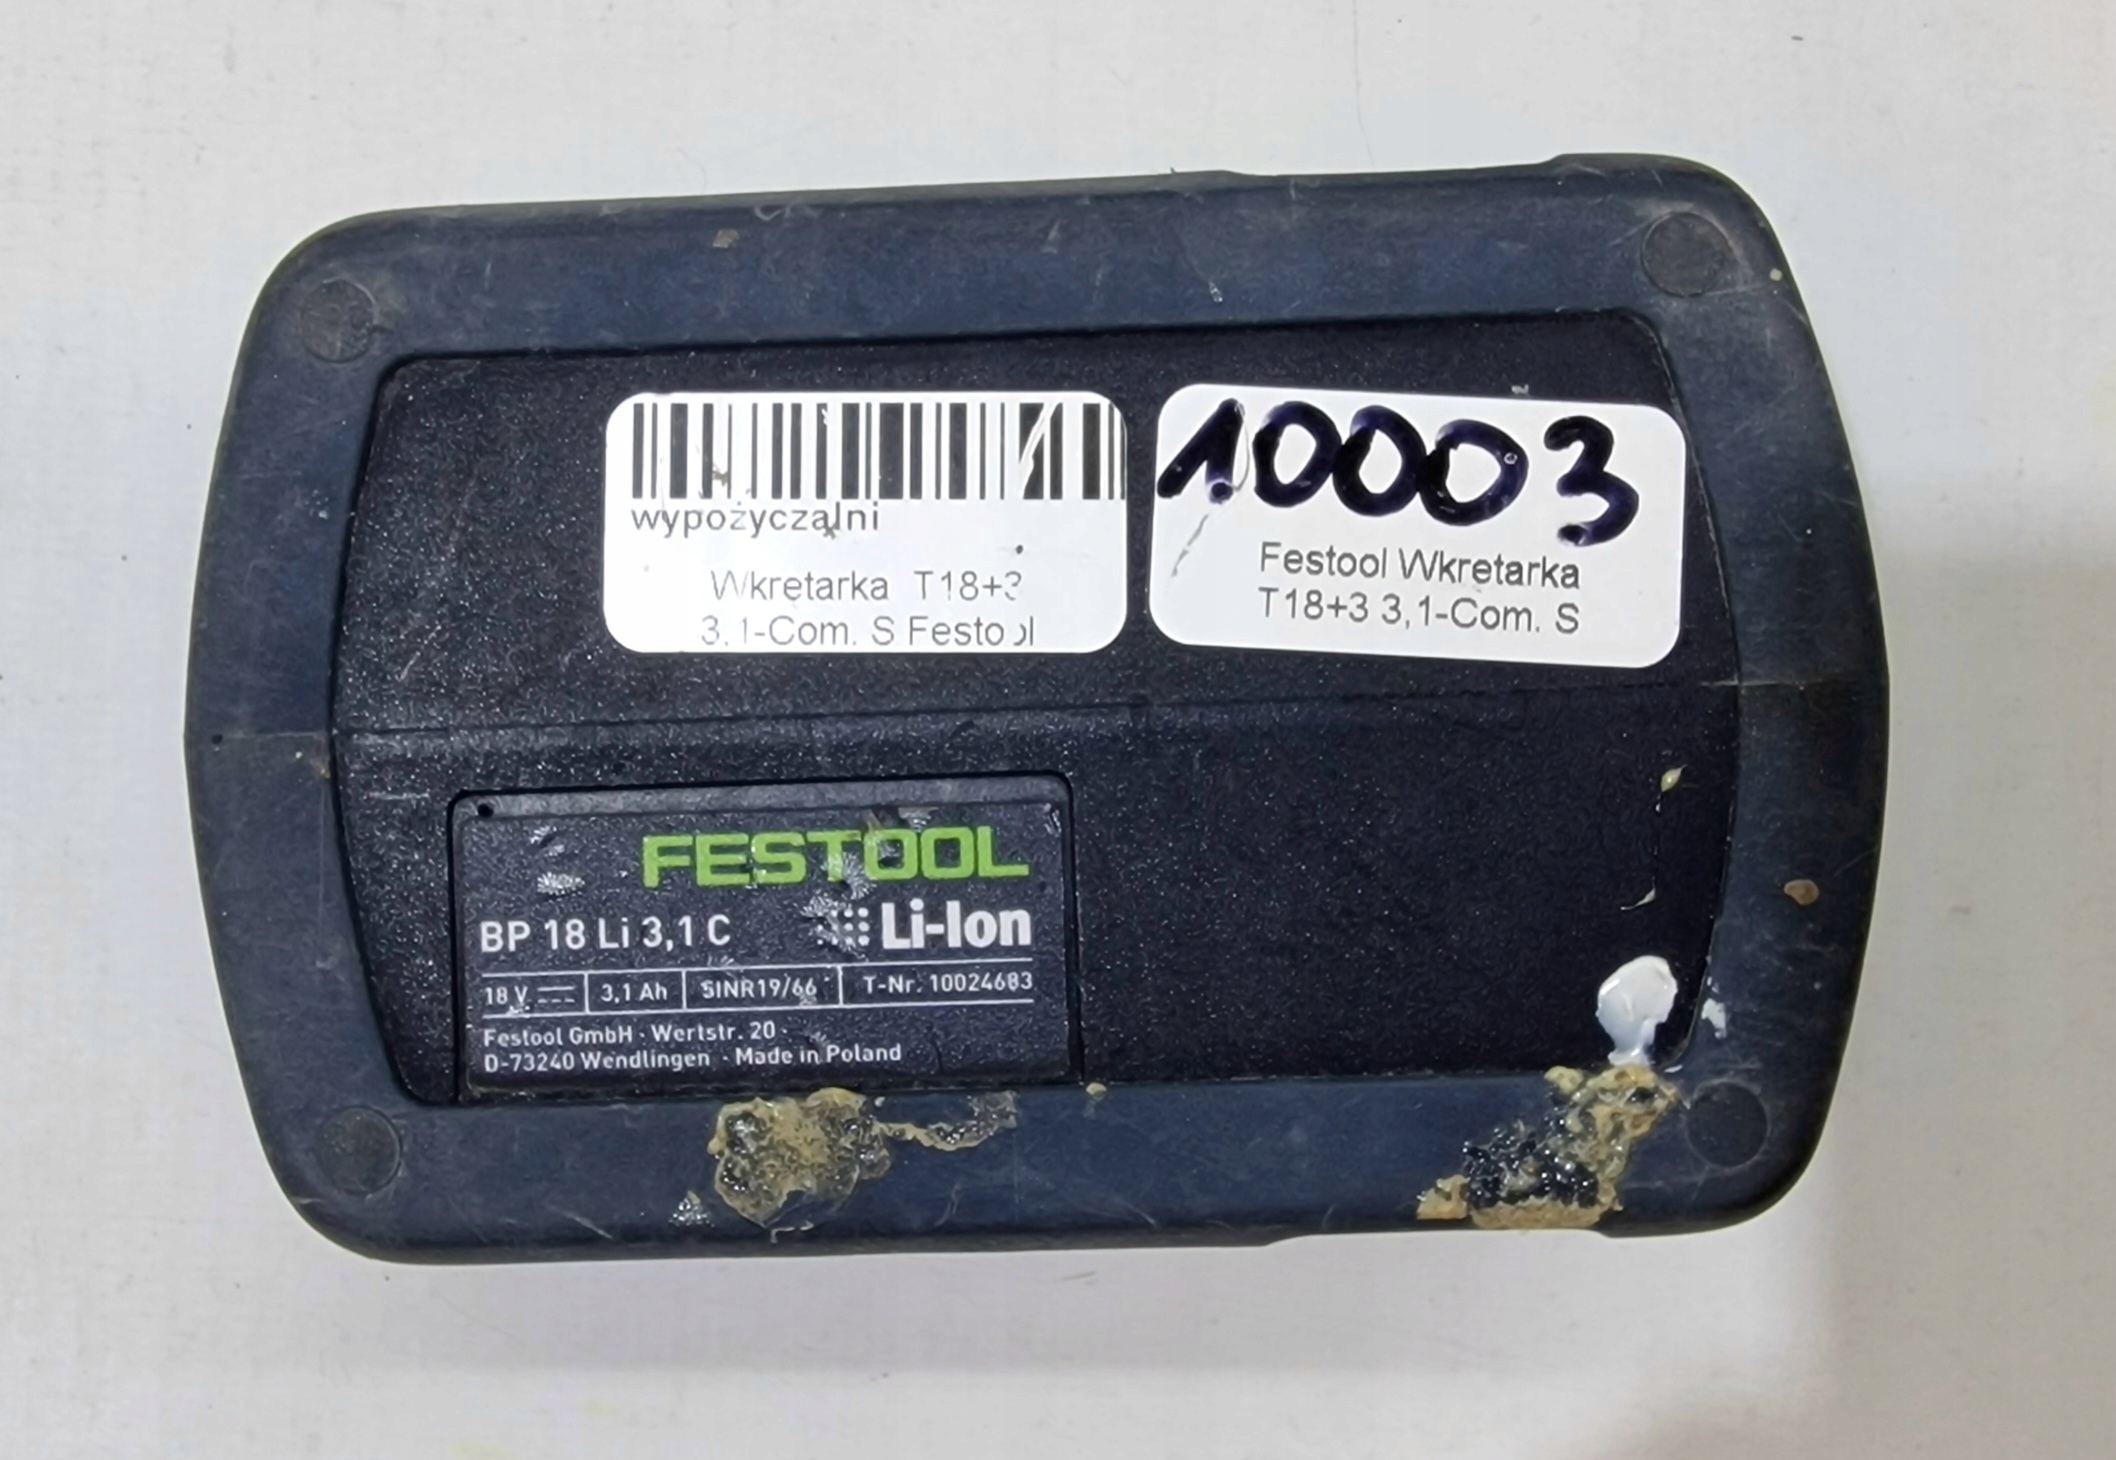 wypożyczalni
Wkrętarka T18+3
3,1-Com. S Festool
10003
Festool Wkretarka
T18+3 3,1-Com. S
FESTOOL
BP 18 Li 3,1 C
Li-Ion
18 V
3,1 Ah
SINR19/66
T-Nr. 10024683
Festool GmbH · Wertstr. 20 ·
D-73240 Wendlingen · Made in Poland